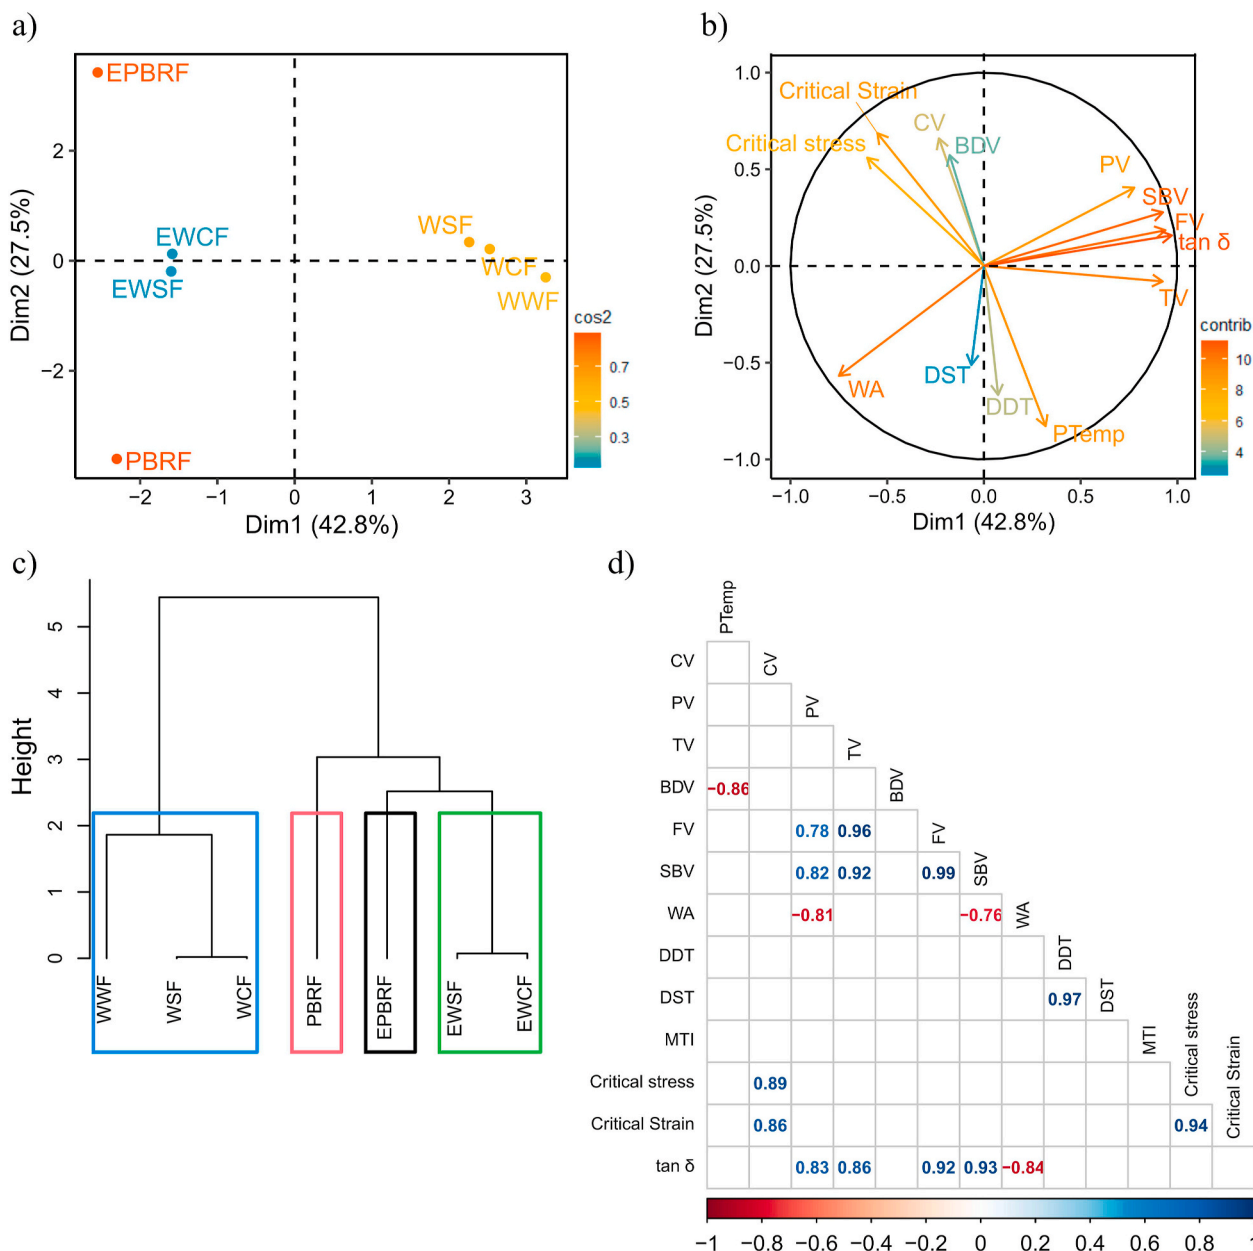 a)
EPBRF
EWCF
EWSF
WSF
WCF
WWF
PBRF
2
0
−2
Dim2 (27.5%)
−2
−1
0
1
2
3
Dim1 (42.8%)
cos2
0.7
0.5
0.3
b)
Critical Strain
Critical stress
CV
BDV
PV
SBV
FV
tan δ
TV
WA
DST
DDT
PTemp
1.0
0.5
0.0
−0.5
−1.0
Dim2 (27.5%)
−1.0
−0.5
0.0
0.5
1.0
Dim1 (42.8%)
contrib
10
8
6
4
c)
Height
5
4
3
2
1
0
WWF
WSF
WCF
PBRF
EPBRF
EWSF
EWCF
d)
PTemp
CV CV
PV PV
TV TV
BDV −0.86 BDV
FV 0.78 0.96 FV
SBV 0.82 0.92 0.99 SBV
WA −0.81 −0.76 WA
DDT DDT
DST 0.97 DST
MTI MTI
Critical stress 0.89 Critical stress
Critical Strain 0.86 0.94 Critical Strain
tan δ 0.83 0.86 0.92 0.93 −0.84
−1 −0.8 −0.6 −0.4 −0.2 0 0.2 0.4 0.6 0.8 1